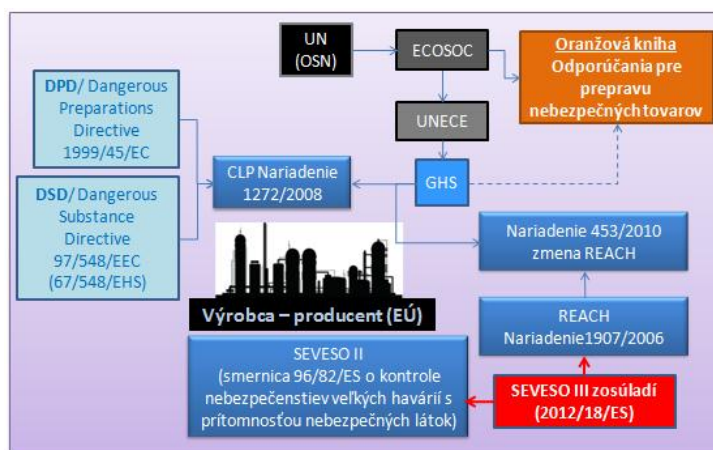 UN
(OSN)
ECOSOC
Oranžová kniha
Odporúčania pre
prepravu
nebezpečných tovarov
DPD/ Dangerous
Preparations
Directive
1999/45/EC
UNECE
CLP Nariadenie
1272/2008
GHS
DSD/ Dangerous
Substance
Directive
97/548/EEC
(67/548/EHS)
Nariadenie 453/2010
zmena REACH
Výrobca – producent (EÚ)
REACH
Nariadenie1907/2006
SEVESO II
(smernica 96/82/ES o kontrole
nebezpečenstiev veľkých havárií s
prítomnosťou nebezpečných látok)
SEVESO III zosúladí
(2012/18/ES)